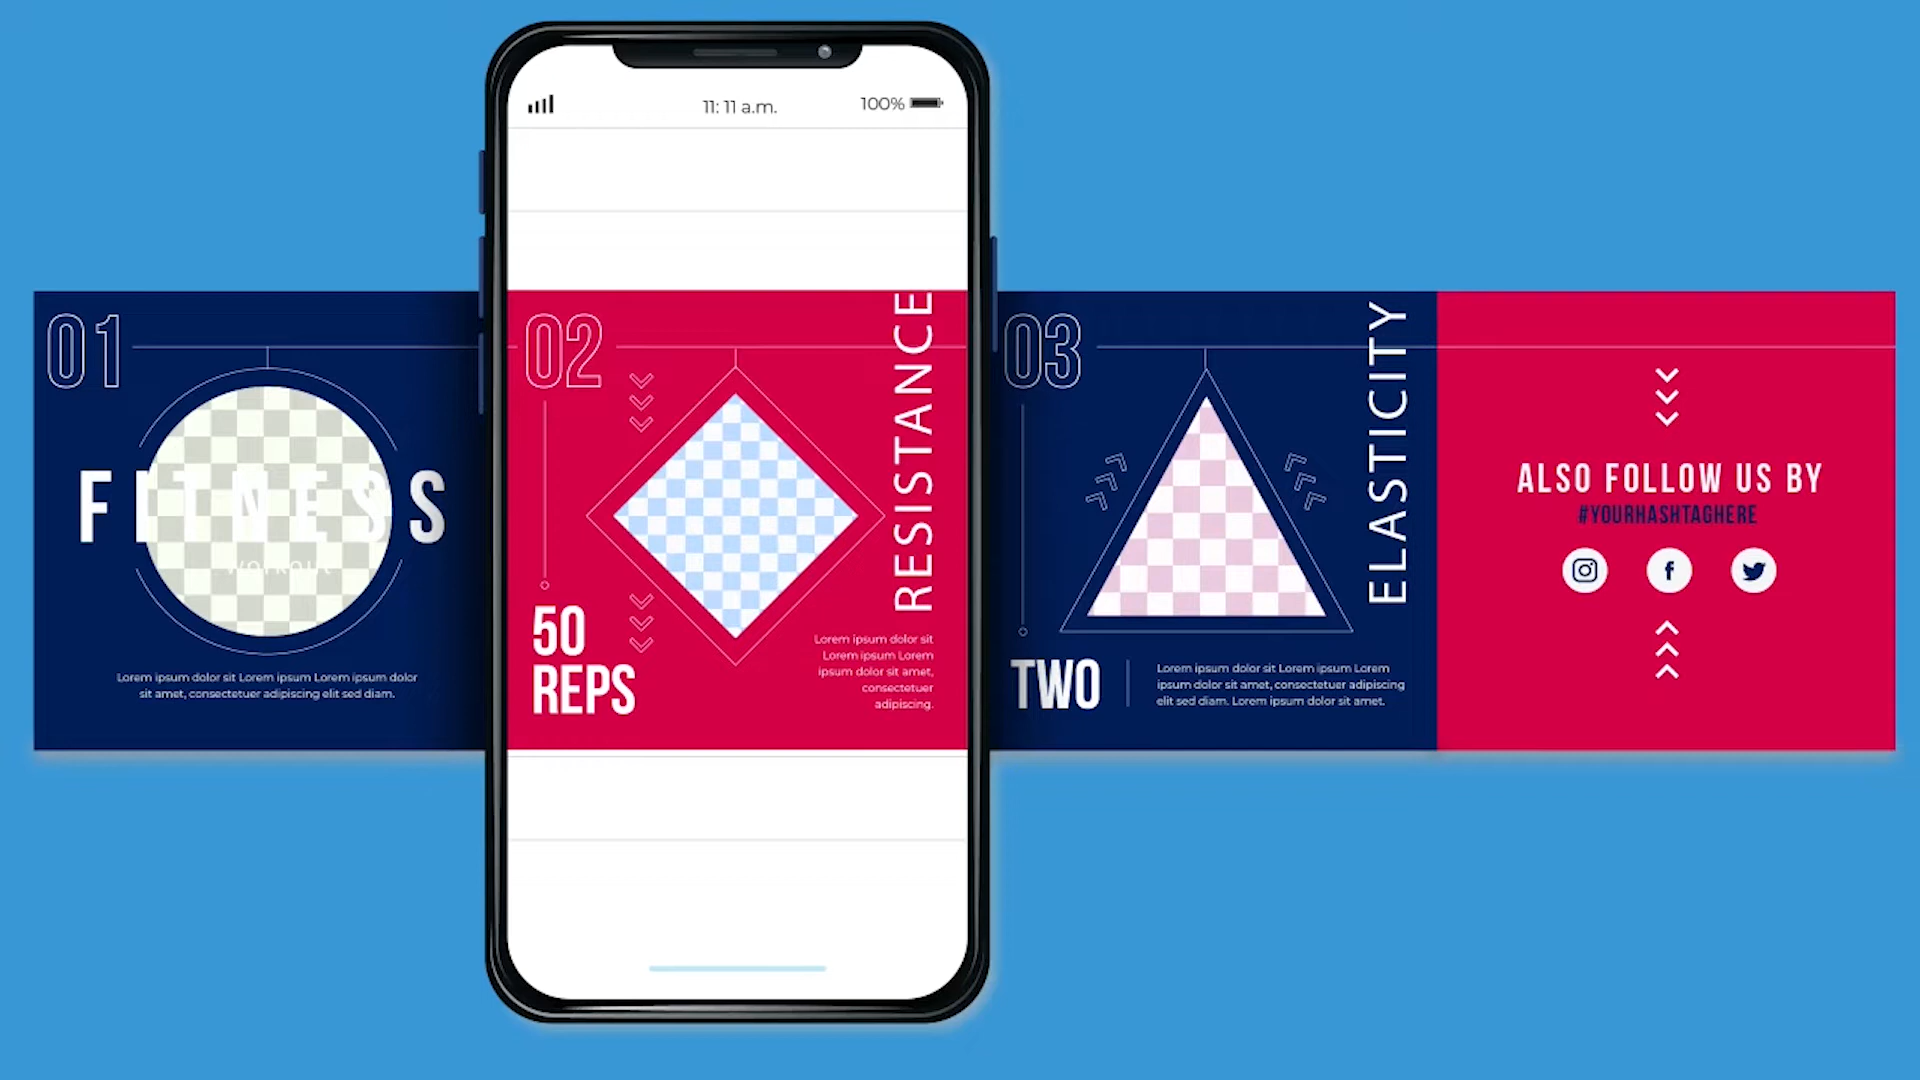 11: 11 a.m.
100%
01
FITNESS
WORKOUT
Lorem ipsum dolor sit Lorem ipsum Lorem ipsum dolor
sit amet, consectetuer adipiscing elit sed diam.
02
RESISTANCE
50
REPS
Lorem ipsum dolor sit
Lorem ipsum Lorem
ipsum dolor sit amet,
consectetuer
adipiscing.
03
ELASTICITY
TWO
Lorem ipsum dolor sit Lorem ipsum Lorem
ipsum dolor sit amet, consectetuer adipiscing
elit sed diam. Lorem ipsum dolor sit amet.
ALSO FOLLOW US BY
#YOURHASHTAGHERE